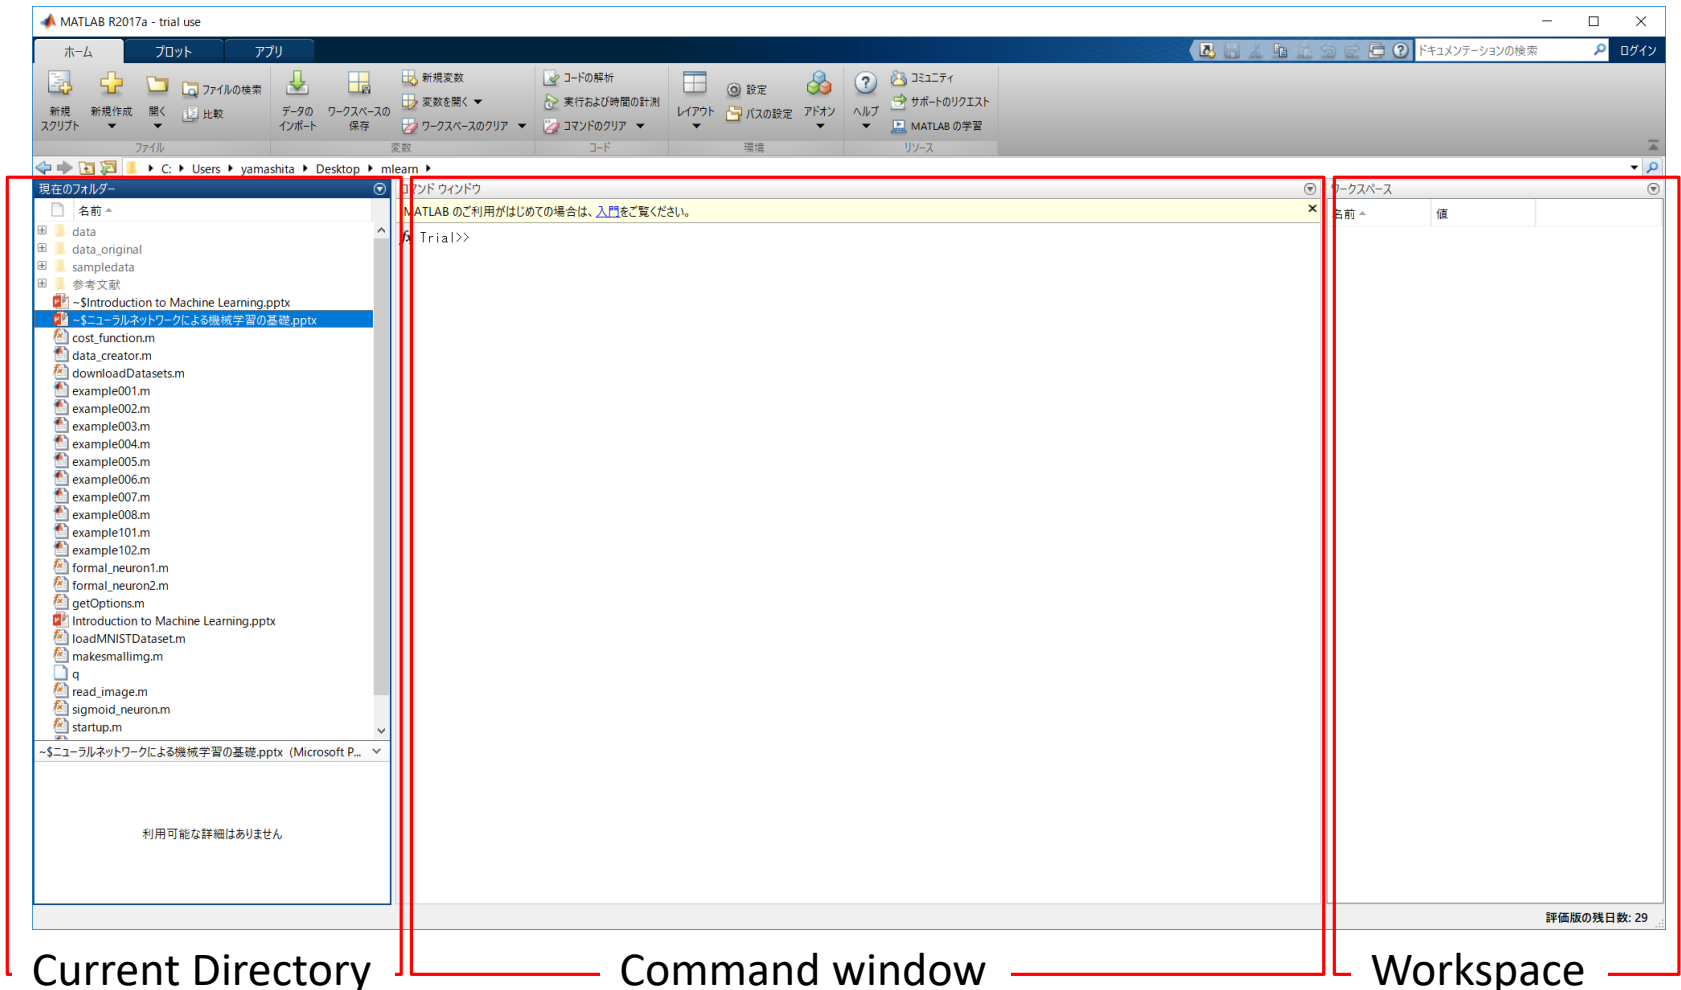 MATLAB R2017a - trial use
ホーム プロット アプリ
ドキュメンテーションの検索 ログイン
新規
スクリプト
新規作成
開く
ファイルの検索
比較
データの
インポート
ワークスペースの
保存
新規変数
変数を開く
ワークスペースのクリア
コードの解析
実行および時間の計測
コマンドのクリア
レイアウト
設定
パスの設定
アドオン
ヘルプ
コミュニティ
サポートのリクエスト
MATLAB の学習
ファイル 変数 コード 環境 リソース
C: Users yamashita Desktop mlearn
現在のフォルダー
名前
data
data_original
sampledata
参考文献
~$Introduction to Machine Learning.pptx
~$ニューラルネットワークによる機械学習の基礎.pptx
cost_function.m
data_creator.m
downloadDatasets.m
example001.m
example002.m
example003.m
example004.m
example005.m
example006.m
example007.m
example008.m
example101.m
example102.m
formal_neuron1.m
formal_neuron2.m
getOptions.m
Introduction to Machine Learning.pptx
loadMNISTDataset.m
makesmallimg.m
q
read_image.m
sigmoid_neuron.m
startup.m
~$ニューラルネットワークによる機械学習の基礎.pptx (Microsoft P...
利用可能な詳細はありません
コマンド ウィンドウ
MATLAB のご利用がはじめての場合は、入門をご覧ください。
fx Trial>>
ワークスペース
名前 値
評価版の残日数: 29
Current Directory
Command window
Workspace